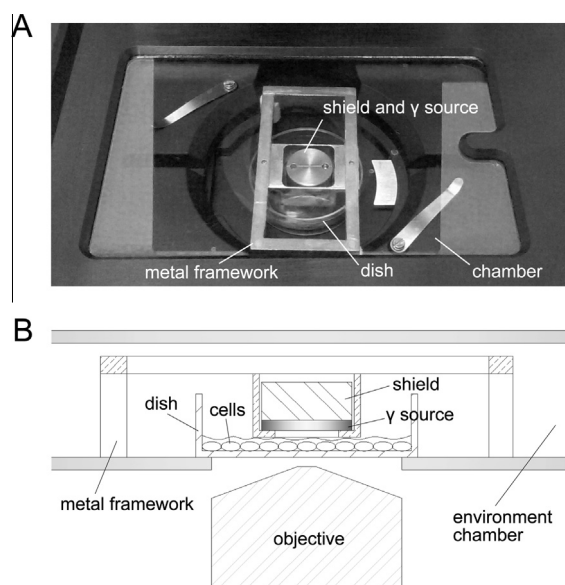 A
shield and γ source
metal framework
dish
chamber
B
shield
dish
cells
γ source
metal
framework
objective
environment
chamber